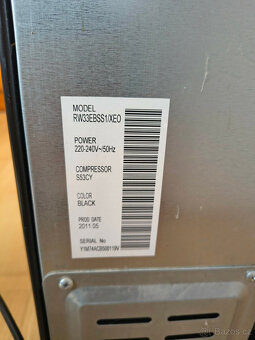 MODEL
RW33EBSS1/XEO
POWER
220-240V~/50Hz
COMPRESSOR
S53CY
COLOR
BLACK
PROD DATE
2011.05
SERIAL No